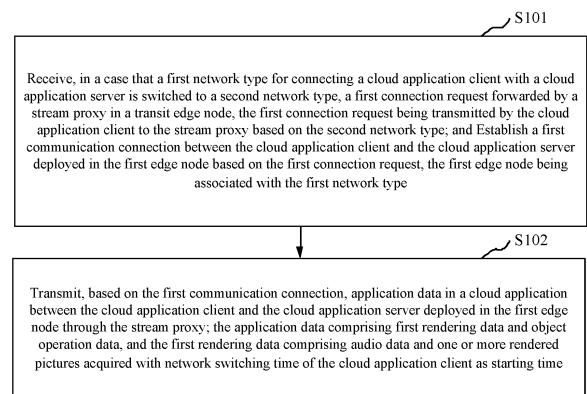 S101
Receive, in a case that a first network type for connecting a cloud application client with a cloud
application server is switched to a second network type, a first connection request forwarded by a
stream proxy in a transit edge node, the first connection request being transmitted by the cloud
application client to the stream proxy based on the second network type; and Establish a first
communication connection between the cloud application client and the cloud application server
deployed in the first edge node based on the first connection request, the first edge node being
associated with the first network type
S102
Transmit, based on the first communication connection, application data in a cloud application
between the cloud application client and the cloud application server deployed in the first edge
node through the stream proxy; the application data comprising first rendering data and object
operation data, and the first rendering data comprising audio data and one or more rendered
pictures acquired with network switching time of the cloud application client as starting time